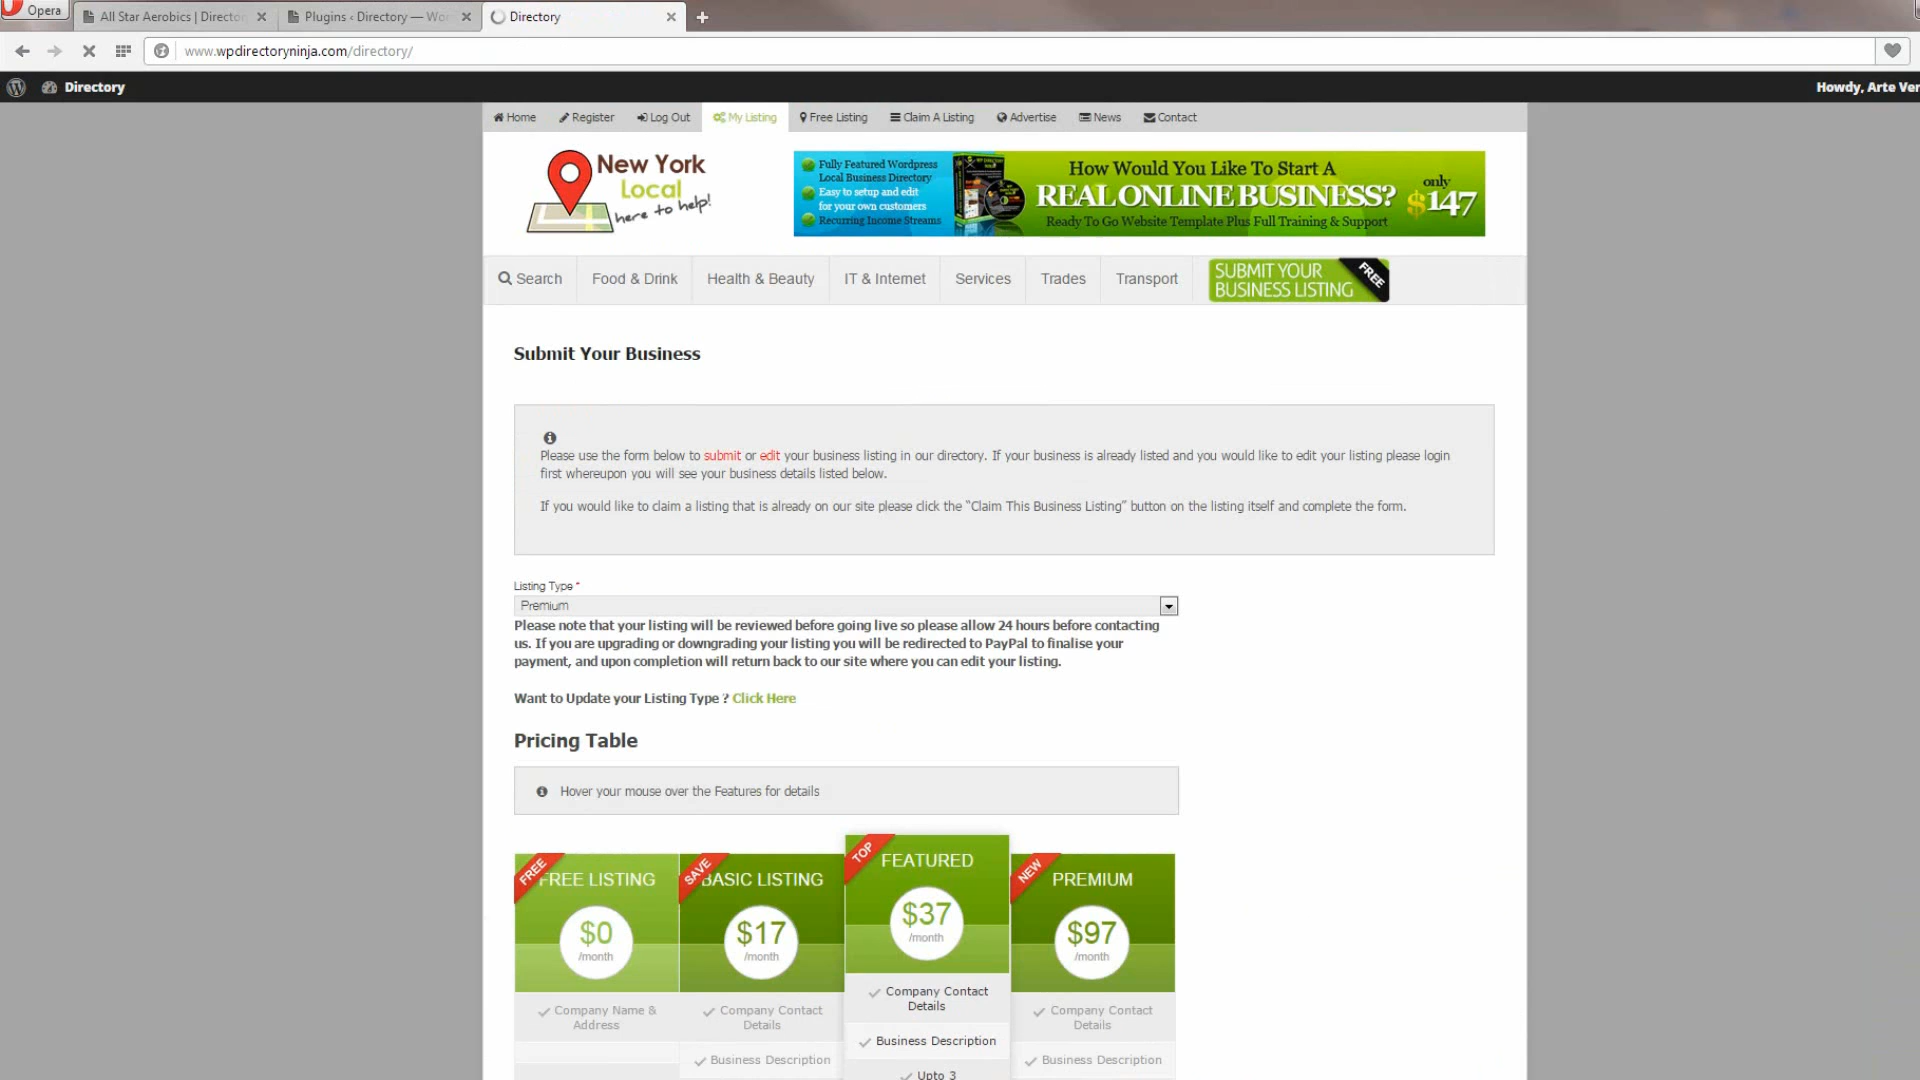 Opera
All Star Aerobics | Director
Plugins ‹ Directory — Wor
Directory
www.wpdirectoryninja.com/directory/
Directory
Howdy, Arte Ver
Home
Register
Log Out
My Listing
Free Listing
Claim A Listing
Advertise
News
Contact
New York
Local
here to help!
Fully Featured Wordpress
Local Business Directory
Easy to setup and edit
for your own customers
Recurring Income Streams
How Would You Like To Start A
REAL ONLINE BUSINESS?
Ready To Go Website Template Plus Full Training & Support
only
$147
Search
Food & Drink
Health & Beauty
IT & Internet
Services
Trades
Transport
SUBMIT YOUR
BUSINESS LISTING
FREE
Submit Your Business
Please use the form below to submit or edit your business listing in our directory. If your business is already listed and you would like to edit your listing please login
first whereupon you will see your business details listed below.
If you would like to claim a listing that is already on our site please click the “Claim This Business Listing” button on the listing itself and complete the form.
Listing Type *
Premium
Please note that your listing will be reviewed before going live so please allow 24 hours before contacting
us. If you are upgrading or downgrading your listing you will be redirected to PayPal to finalise your
payment, and upon completion will return back to our site where you can edit your listing.
Want to Update your Listing Type ? Click Here
Pricing Table
Hover your mouse over the Features for details
FREE
FREE LISTING
$0
/month
Company Name &
Address
SAVE
BASIC LISTING
$17
/month
Company Contact
Details
Business Description
TOP
FEATURED
$37
/month
Company Contact
Details
Business Description
Upto 3
NEW
PREMIUM
$97
/month
Company Contact
Details
Business Description